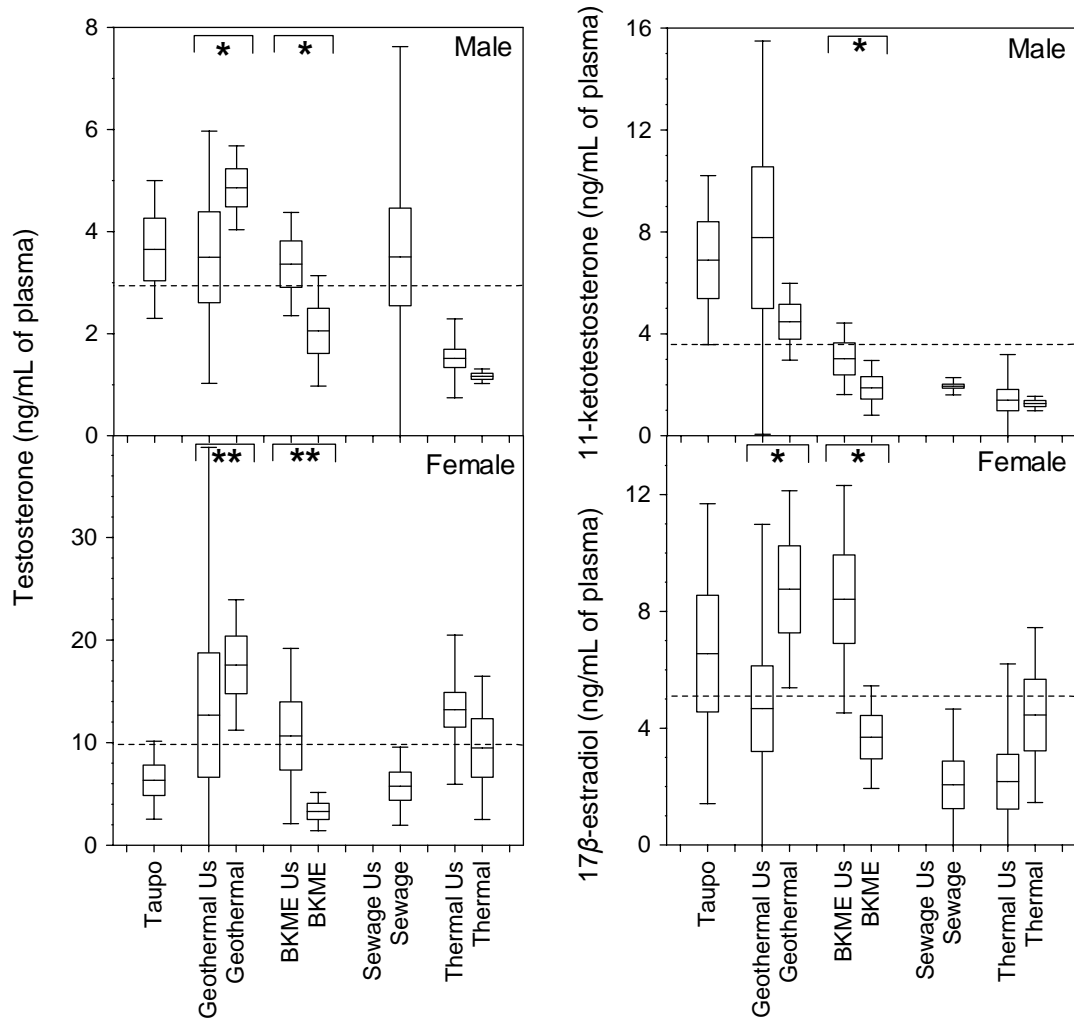 Testosterone (ng/mL of plasma)
8
6
4
2
0
* *
Male
30
20
10
0
** **
Female
Taupo
Geothermal Us
Geothermal
BKME Us
BKME
Sewage Us
Sewage
Thermal Us
Thermal
11-ketotestosterone (ng/mL of plasma)
16
12
8
4
0
*
Male
17β-estradiol (ng/mL of plasma)
12
8
4
0
* *
Female
Taupo
Geothermal Us
Geothermal
BKME Us
BKME
Sewage Us
Sewage
Thermal Us
Thermal